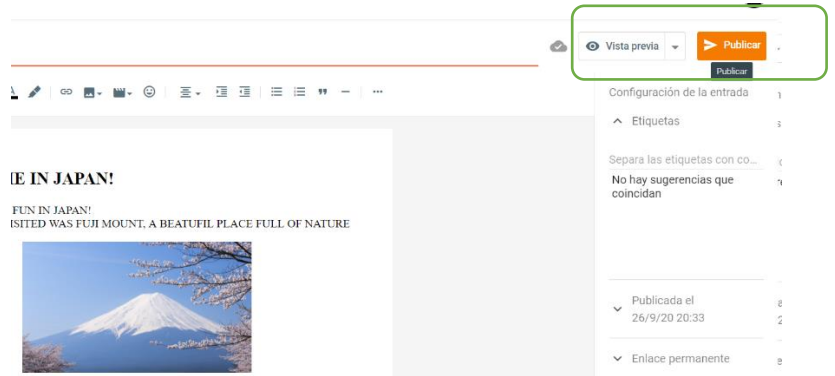 Vista previa
Publicar
Publicar
Configuración de la entrada
Etiquetas
Separa las etiquetas con co...
No hay sugerencias que
coincidan
IN JAPAN!
FUN IN JAPAN!
WAS FUJI MOUNT, A BEATUFIL PLACE FULL OF NATURE
Publicada el
26/9/20 20:33
Enlace permanente